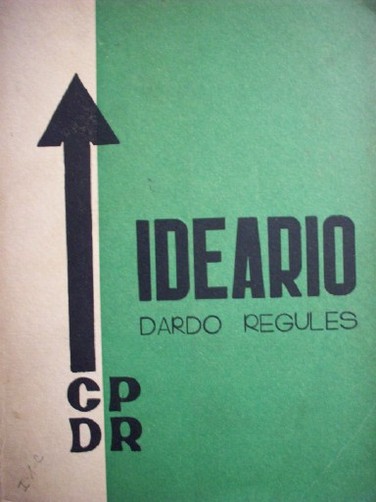 IDEARIO
DARDO REGULES
CP
DR